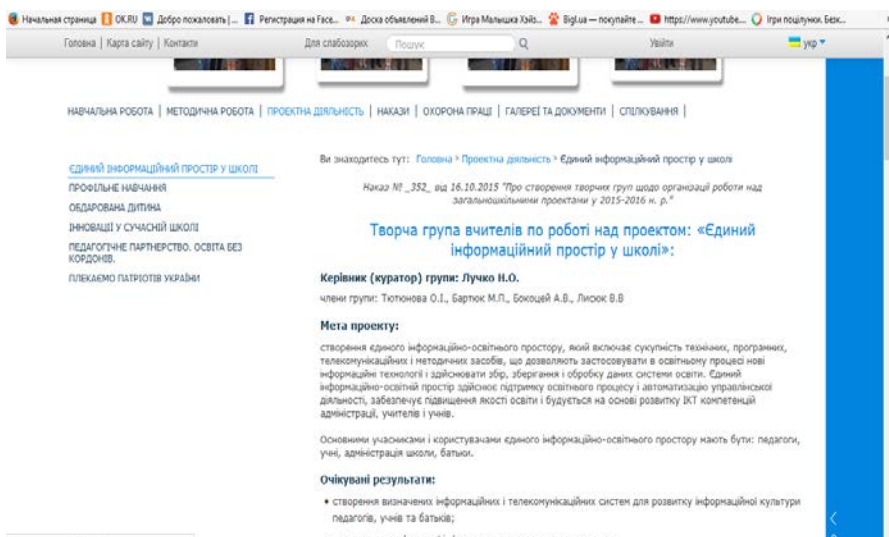 Начальная страница OK.RU Добро пожаловать | ... Регистрация на Face... Доска объявлений В... Игра Малышка Хэйз... Bigl.ua — покупайте ... https://www.youtube... Ігри поцілунки. Безк...
Головна | Карта сайту | Контакти Для слабозорих Пошук Увійти укр
НАВЧАЛЬНА РОБОТА | МЕТОДИЧНА РОБОТА | ПРОЕКТНА ДІЯЛЬНІСТЬ | НАКАЗИ | ОХОРОНА ПРАЦІ | ГАЛЕРЕЇ ТА ДОКУМЕНТИ | СПІЛКУВАННЯ |
ЄДИНИЙ ІНФОРМАЦІЙНИЙ ПРОСТІР У ШКОЛІ
ПРОФІЛЬНЕ НАВЧАННЯ
ОБДАРОВАНА ДИТИНА
ІННОВАЦІЇ У СУЧАСНІЙ ШКОЛІ
ПЕДАГОГІЧНЕ ПАРТНЕРСТВО. ОСВІТА БЕЗ
КОРДОНІВ.
ПЛЕКАЄМО ПАТРІОТІВ УКРАЇНИ
Ви знаходитесь тут: Головна > Проектна діяльність > Єдиний інформаційний простір у школі
Наказ № _352_ від 16.10.2015 "Про створення творчих груп щодо організації роботи над
загальношкільними проектами у 2015-2016 н. р."
Творча група вчителів по роботі над проектом: «Єдиний
інформаційний простір у школі»:
Керівник (куратор) групи: Лучко Н.О.
члени групи: Тютюнова О.І., Бартюк М.П., Бокоцей А.В., Лисюк В.В
Мета проекту:
створення єдиного інформаційно-освітнього простору, який включає сукупність технічних, програмних,
телекомунікаційних і методичних засобів, що дозволяють застосовувати в освітньому процесі нові
інформаційні технології і здійснювати збір, зберігання і обробку даних системи освіти. Єдиний
інформаційно-освітній простір здійснює підтримку освітнього процесу і автоматизацію управлінської
діяльності, забезпечує підвищення якості освіти і будується на основі розвитку ІКТ компетенцій
адміністрації, учителів і учнів.
Основними учасниками і користувачами єдиного інформаційно-освітнього простору мають бути: педагоги,
учні, адміністрація школи, батьки.
Очікувані результати:
• створення визначених інформаційних і телекомунікаційних систем для розвитку інформаційної культури
педагогів, учнів та батьків;